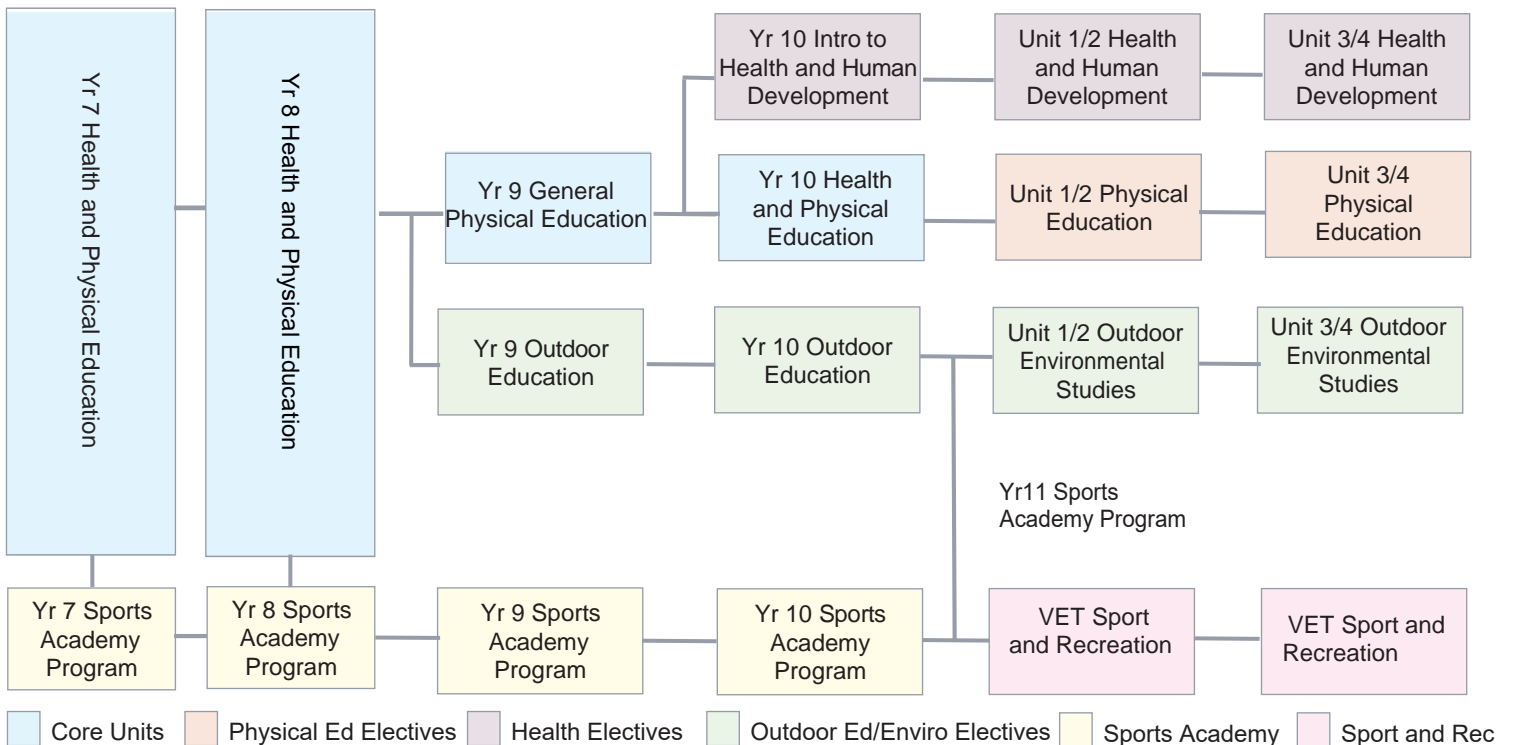 Yr 7 Health and Physical Education
Yr 8 Health and Physical Education
Yr 10 Intro to
Health and Human
Development
Unit 1/2 Health
and Human
Development
Unit 3/4 Health
and Human
Development
Yr 9 General
Physical Education
Yr 10 Health
and Physical
Education
Unit 1/2 Physical
Education
Unit 3/4
Physical
Education
Yr 9 Outdoor
Education
Yr 10 Outdoor
Education
Unit 1/2 Outdoor
Environmental
Studies
Unit 3/4 Outdoor
Environmental
Studies
Yr11 Sports
Academy Program
Yr 7 Sports
Academy
Program
Yr 8 Sports
Academy
Program
Yr 9 Sports
Academy
Program
Yr 10 Sports
Academy
Program
VET Sport
and Recreation
VET Sport and
Recreation
Core Units
Physical Ed Electives
Health Electives
Outdoor Ed/Enviro Electives
Sports Academy
Sport and Rec